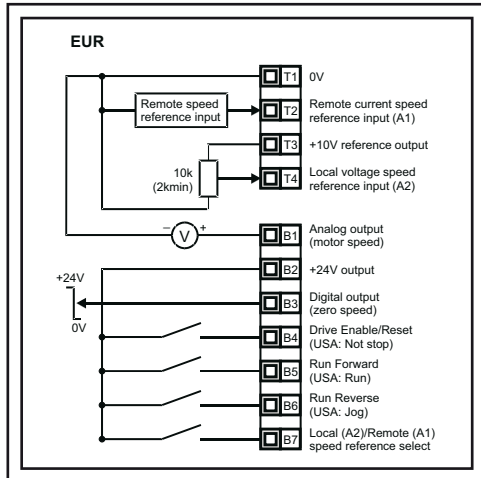 EUR
T1 0V
Remote speed
reference input
T2 Remote current speed
reference input (A1)
T3 +10V reference output
10k
(2kmin)
T4 Local voltage speed
reference input (A2)
− V +
B1 Analog output
(motor speed)
B2 +24V output
+24V
0V
B3 Digital output
(zero speed)
B4 Drive Enable/Reset
(USA: Not stop)
B5 Run Forward
(USA: Run)
B6 Run Reverse
(USA: Jog)
B7 Local (A2)/Remote (A1)
speed reference select